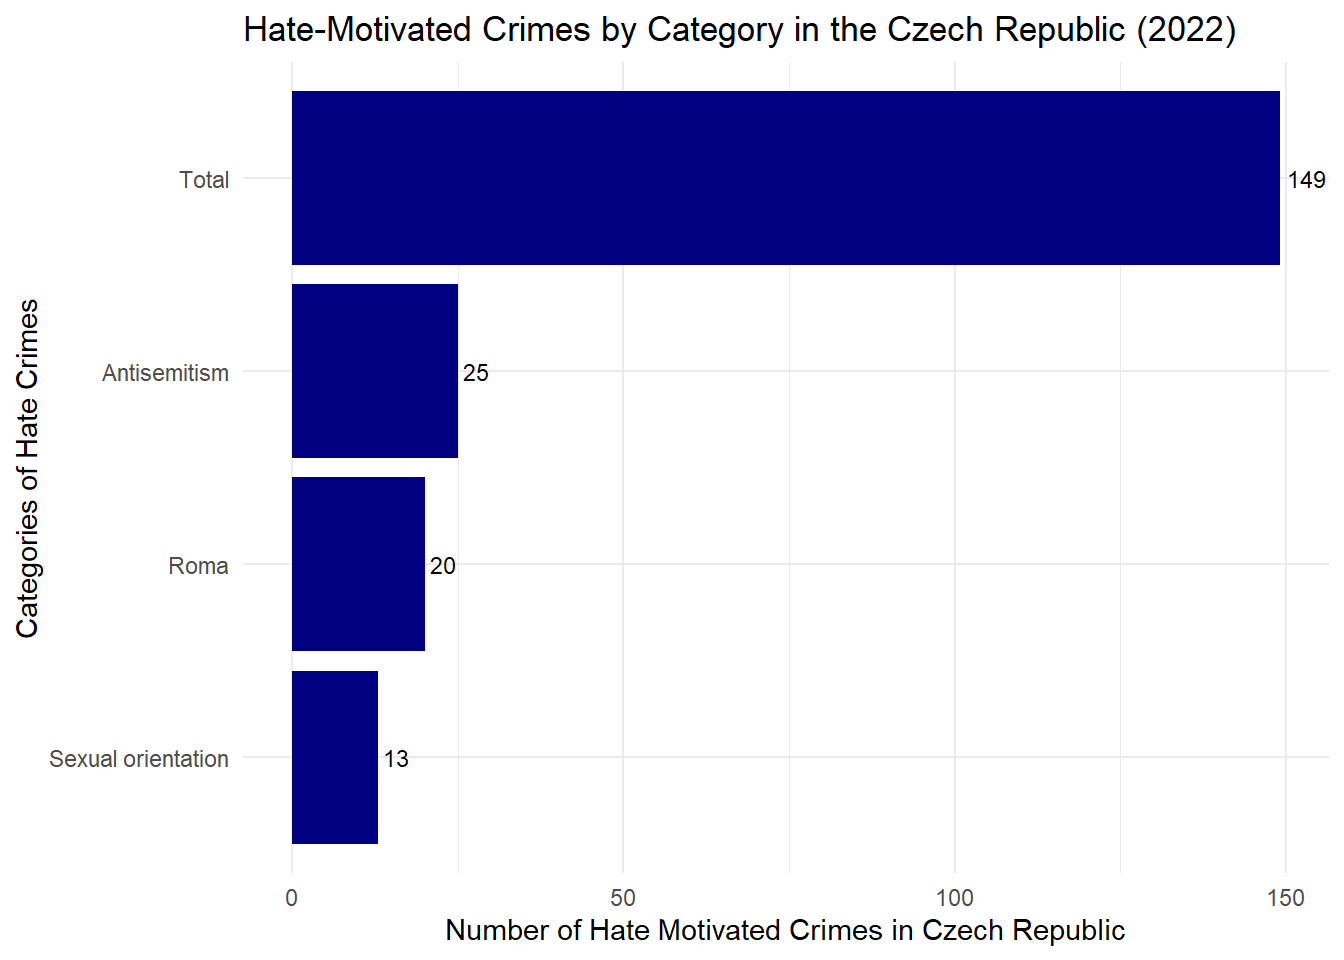 Hate-Motivated Crimes by Category in the Czech Republic (2022)
Categories of Hate Crimes
Total
149
Antisemitism
25
Roma
20
Sexual orientation
13
0
50
100
150
Number of Hate Motivated Crimes in Czech Republic